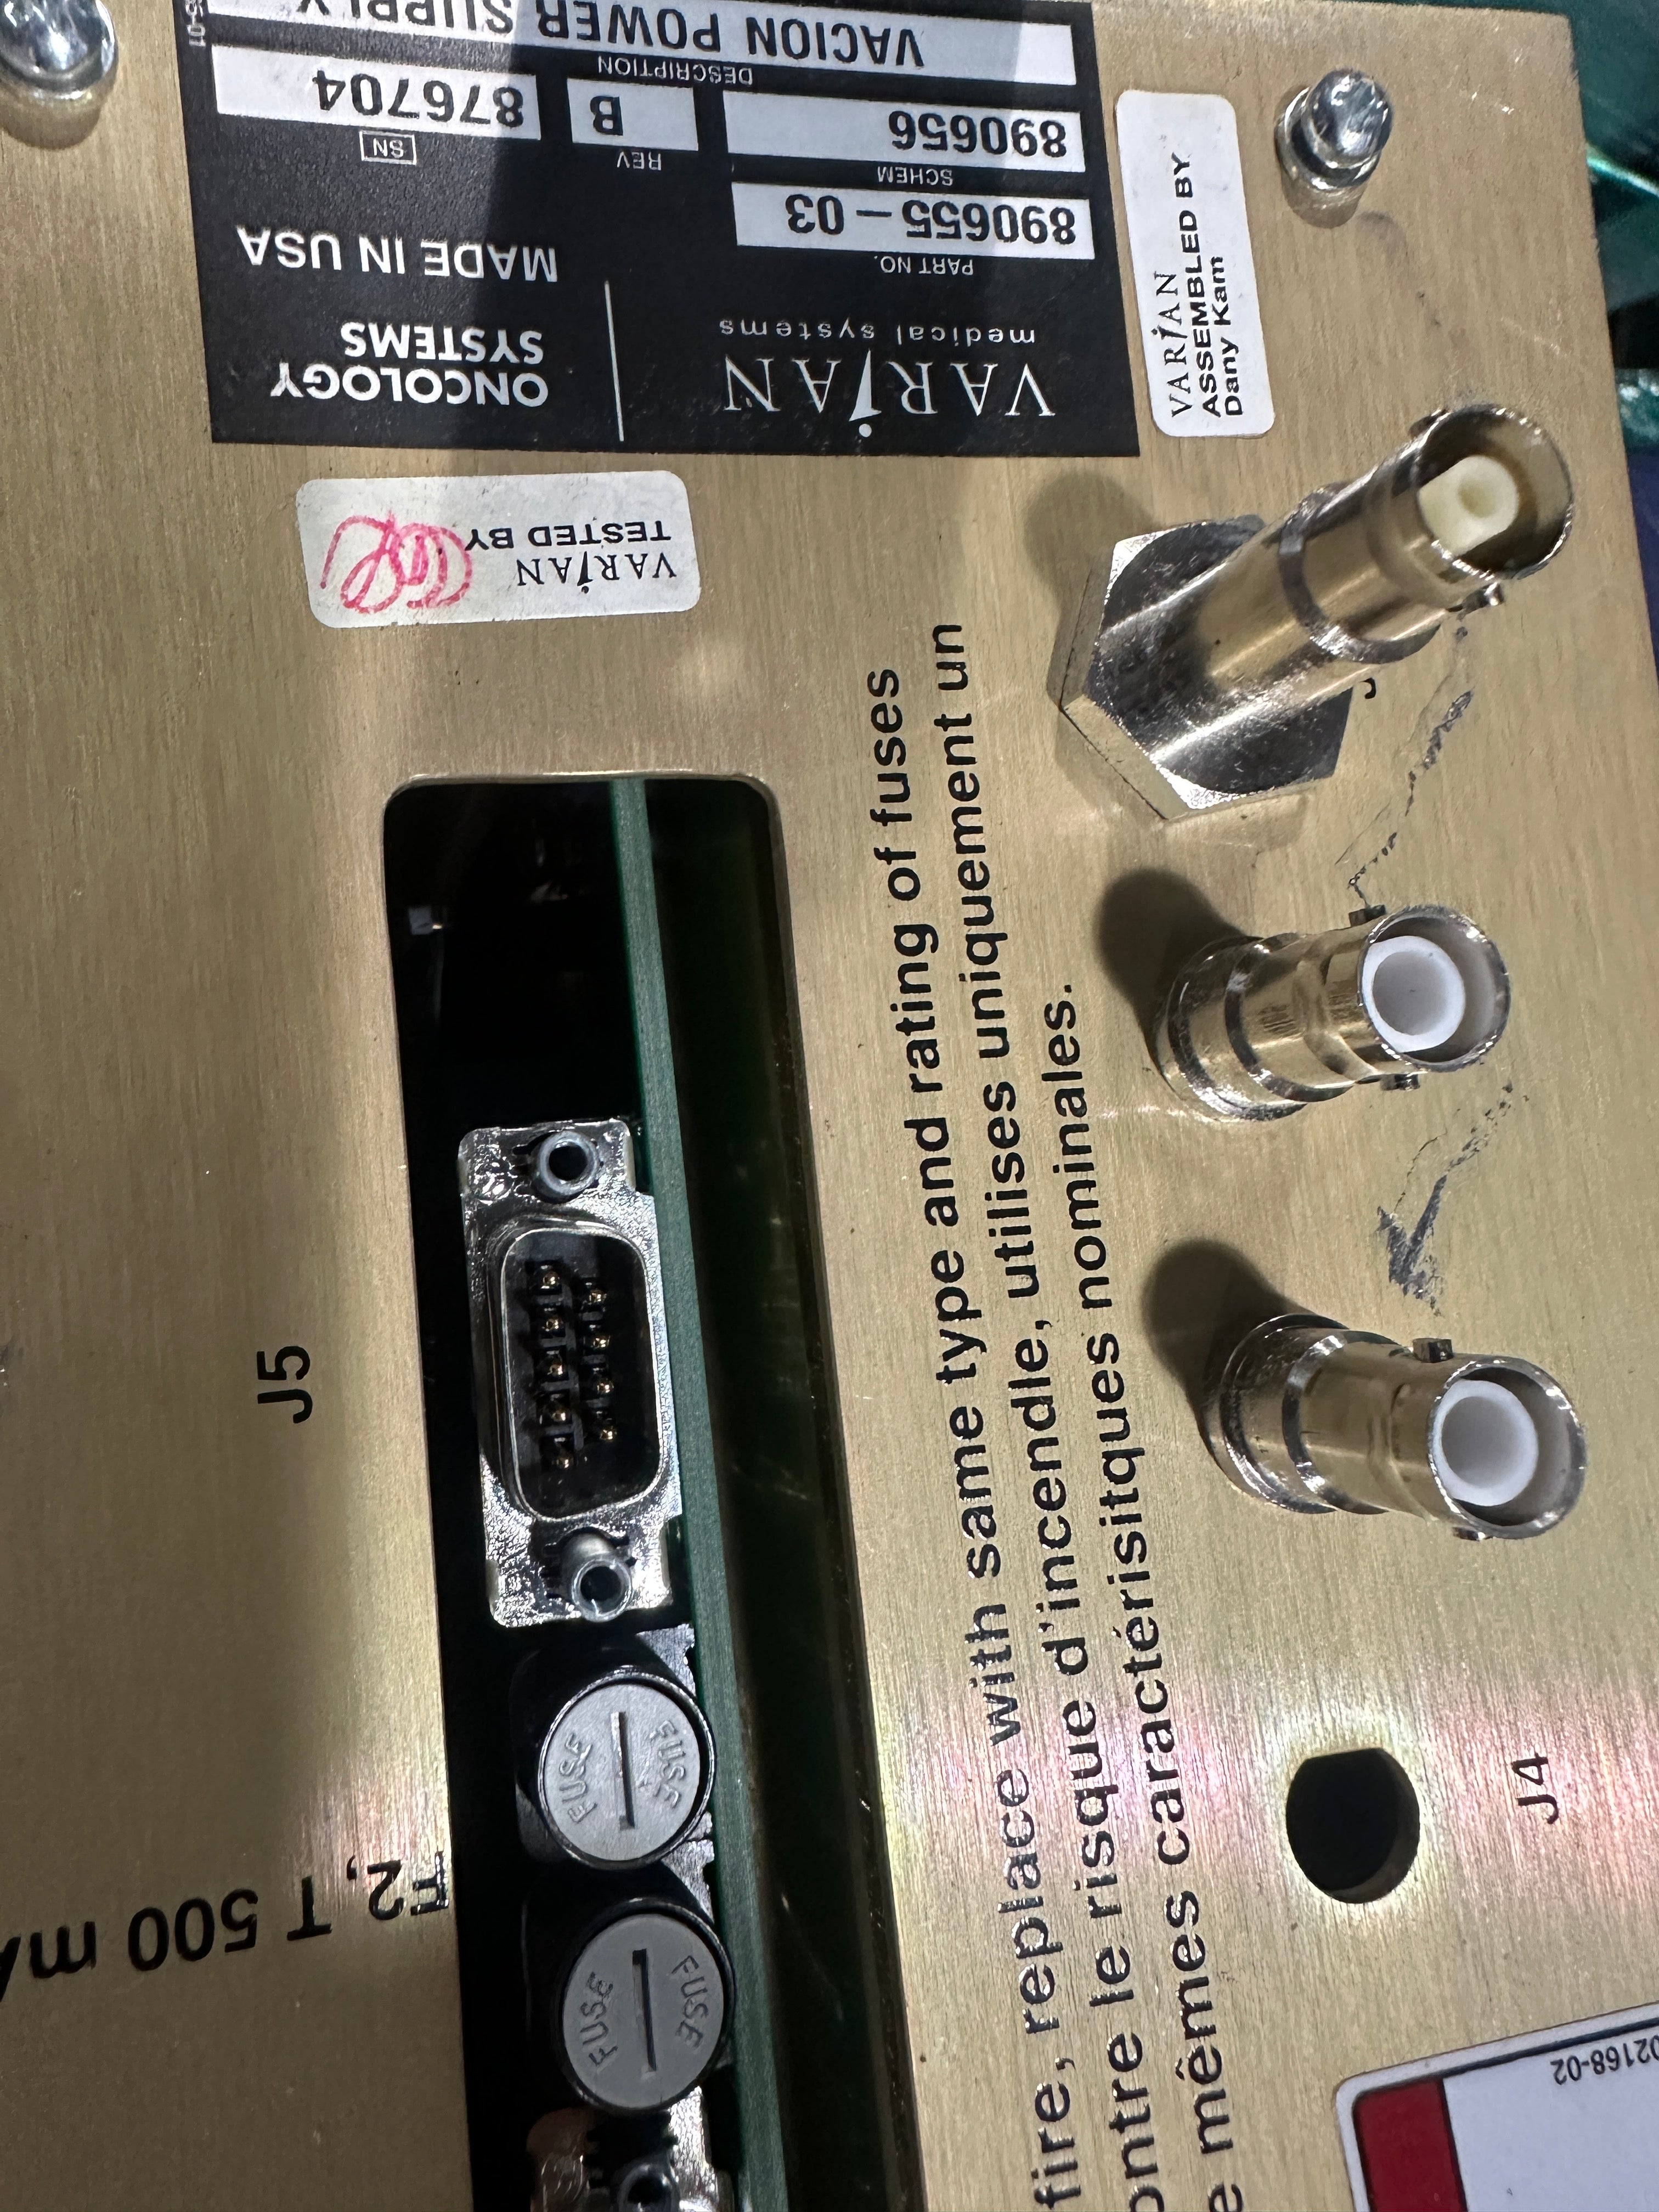 VARIAN
medical systems
ONCOLOGY
SYSTEMS
MADE IN USA
PART NO.
890655-03
SCHEM
890656
REV
B
SN
876704
DESCRIPTION
VACION POWER SUPPLY
VARIAN
ASSEMBLED BY
Dany Kam
VARIAN
TESTED BY
fire, replace with same type and rating of fuses
ontre le risque d'incendle, utilises uniquement un
e mêmes caractérisitques nominales.
J5
J4
F2, T 500 m
FUSE
FUSE
FUSE
FUSE
02168-02